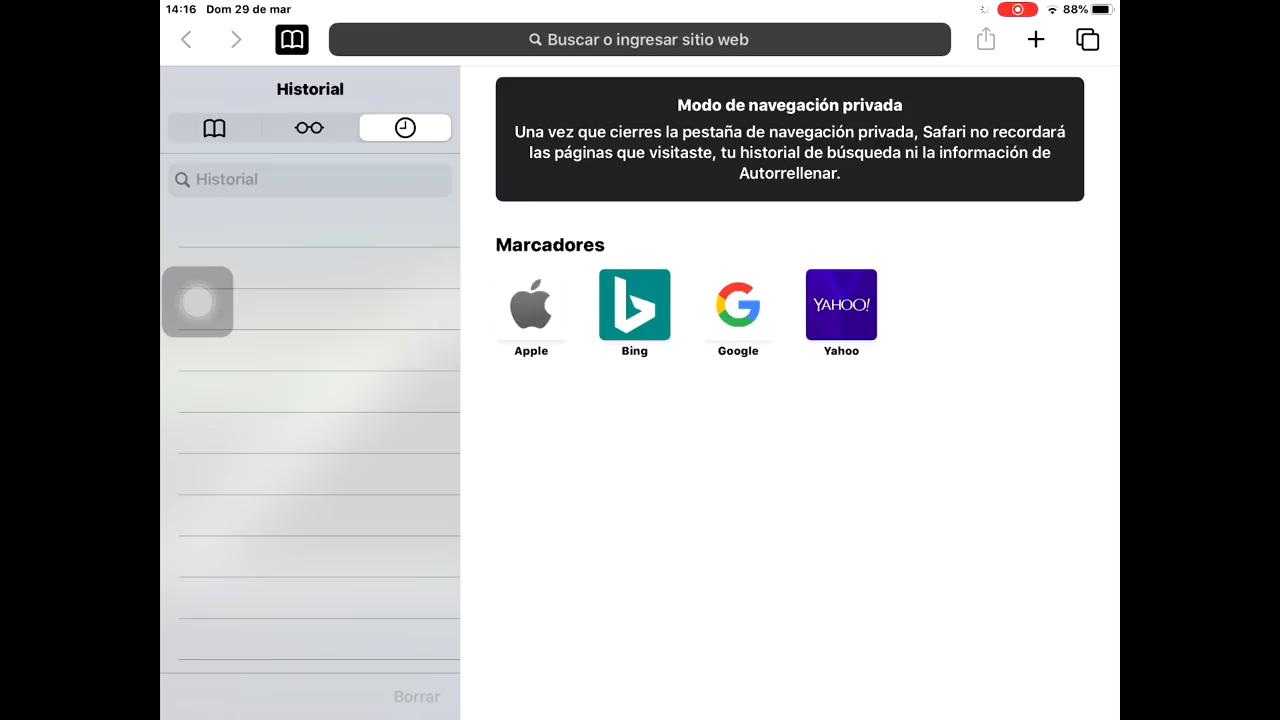 14:16 Dom 29 de mar
88%
Buscar o ingresar sitio web
Historial
Historial
Borrar
Modo de navegación privada
Una vez que cierres la pestaña de navegación privada, Safari no recordará
las páginas que visitaste, tu historial de búsqueda ni la información de
Autorrellenar.
Marcadores
YAHOO!
Apple Bing Google Yahoo